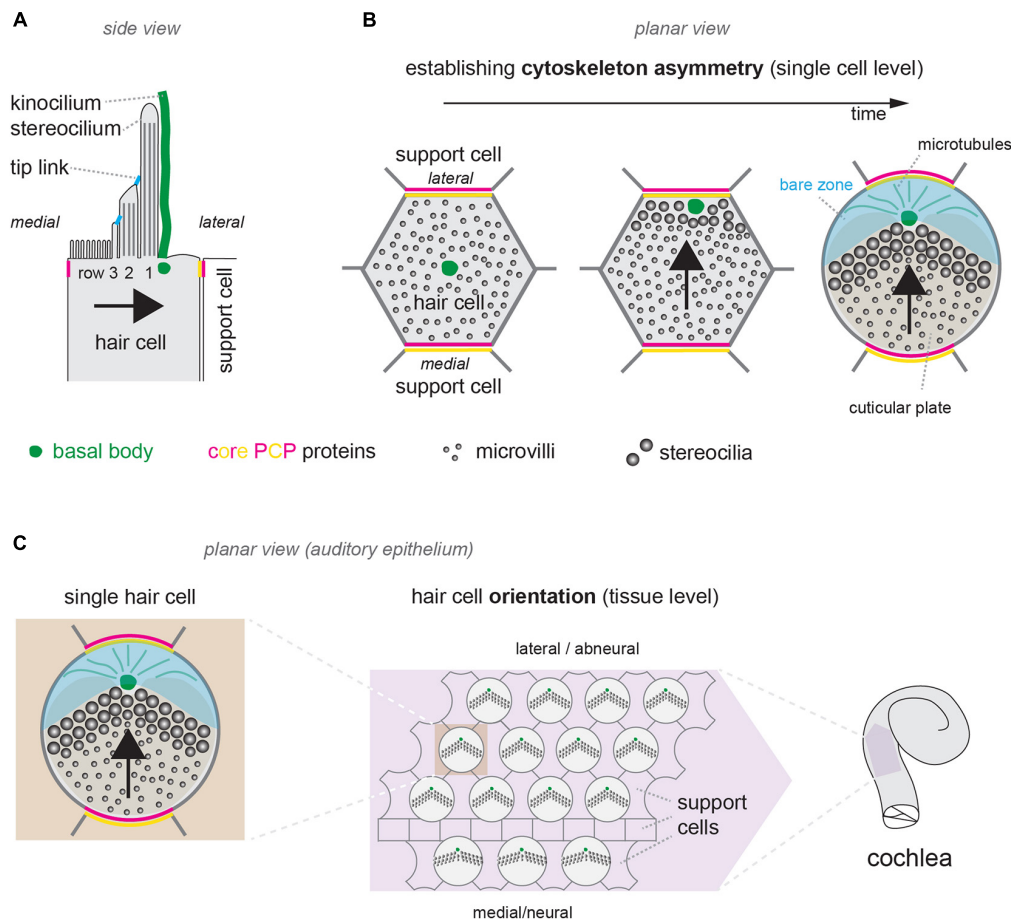 A
side view
kinocilium
stereocilium
tip link
medial
lateral
row 3 2 1
hair cell
support cell
B
planar view
establishing cytoskeleton asymmetry (single cell level)
time
support cell
lateral
hair cell
medial
support cell
microtubules
bare zone
cuticular plate
basal body
core PCP proteins
microvilli
stereocilia
C
planar view (auditory epithelium)
single hair cell
hair cell orientation (tissue level)
lateral / abneural
support
cells
medial/neural
cochlea